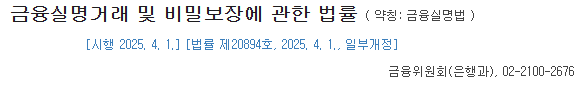 금융실명거래 및 비밀보장에 관한 법률 ( 약칭: 금융실명법 )
[시행 2025. 4. 1.] [법률 제20894호, 2025. 4. 1., 일부개정]
금융위원회(은행과), 02-2100-2676